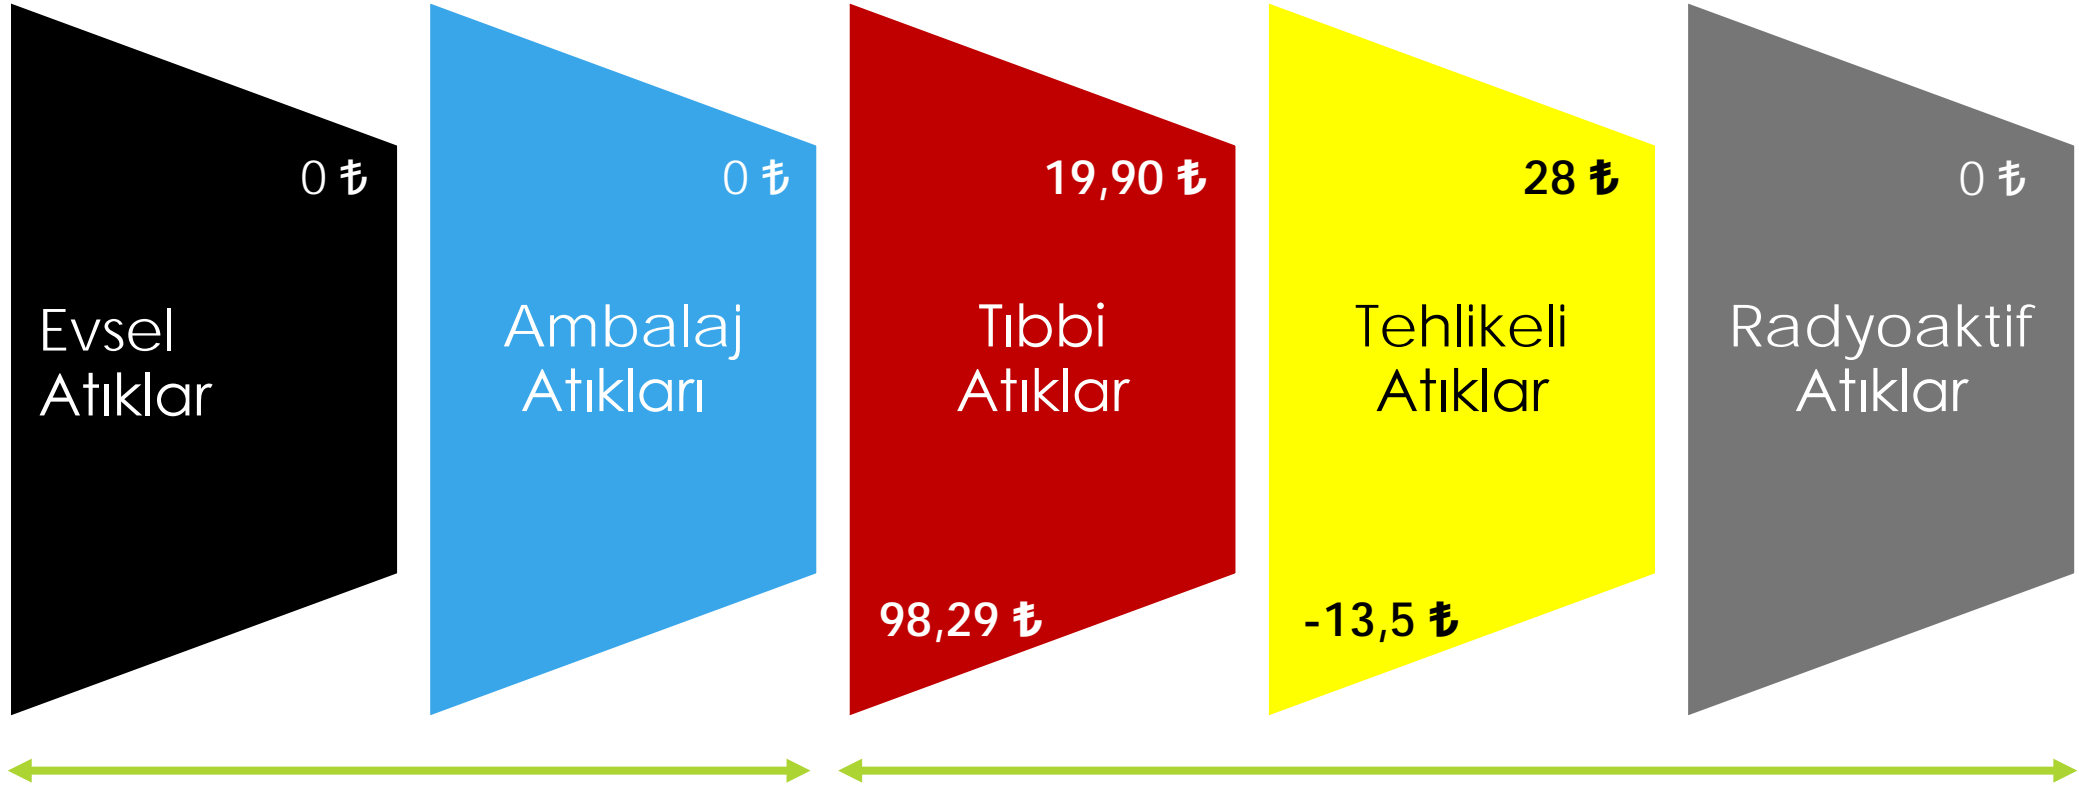 0 ₺
Evsel
Atıklar
0 ₺
Ambalaj
Atıkları
19,90 ₺
Tıbbi
Atıklar
98,29 ₺
28 ₺
Tehlikeli
Atıklar
-13,5 ₺
0 ₺
Radyoaktif
Atıklar